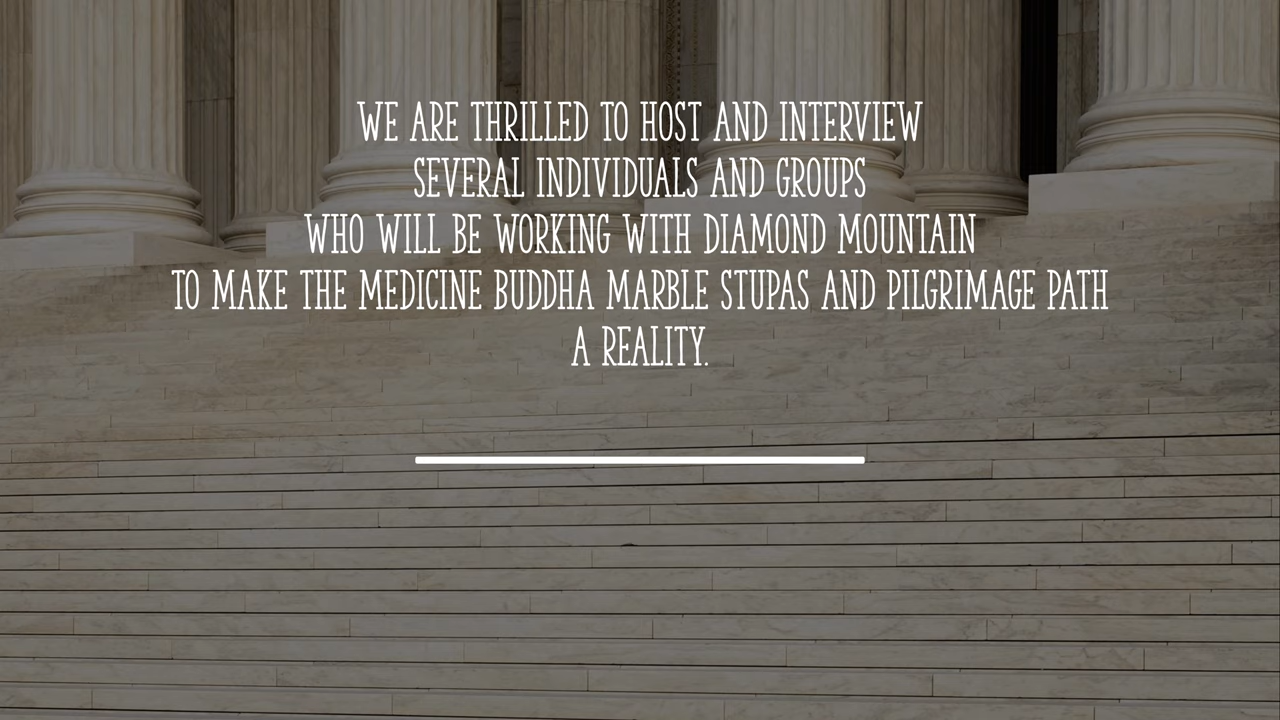 WE ARE THRILLED TO HOST AND INTERVIEW
SEVERAL INDIVIDUALS AND GROUPS
WHO WILL BE WORKING WITH DIAMOND MOUNTAIN
TO MAKE THE MEDICINE BUDDHA MARBLE STUPAS AND PILGRIMAGE PATH
A REALITY.